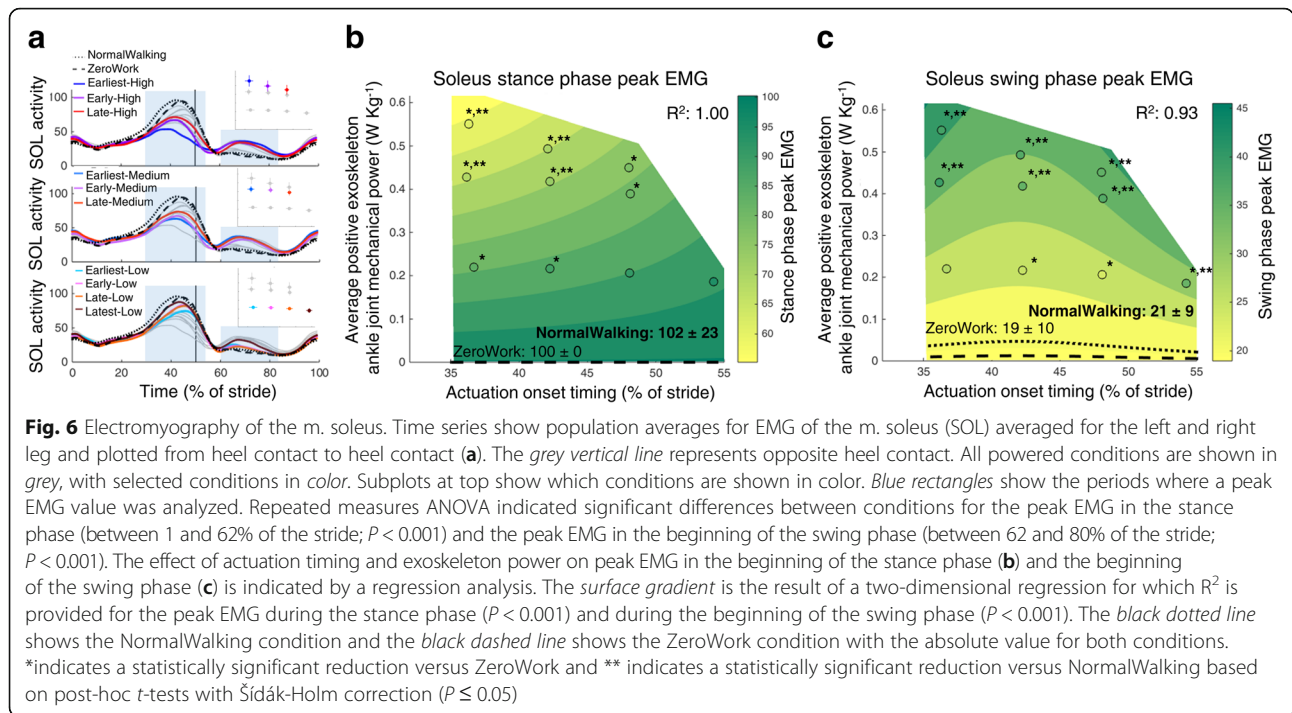 a
NormalWalking
ZeroWork
Earliest-High
Early-High
Late-High
SOL activity
100
50
0
Earliest-Medium
Early-Medium
Late-Medium
SOL activity
100
50
0
Earliest-Low
Early-Low
Late-Low
Latest-Low
SOL activity
100
50
0
0 20 40 60 80 100
Time (% of stride)
b
Soleus stance phase peak EMG
R²: 1.00
Average positive exoskeleton
ankle joint mechanical power (W Kg⁻¹)
0.6
0.5
0.4
0.3
0.2
0.1
0
*,**
*,**
*,**
*,**
*
*
*
*
NormalWalking: 102 ± 23
ZeroWork: 100 ± 0
35 40 45 50 55
Actuation onset timing (% of stride)
100
95
90
85
80
75
70
65
60
Stance phase peak EMG
c
Soleus swing phase peak EMG
R²: 0.93
Average positive exoskeleton
ankle joint mechanical power (W Kg⁻¹)
0.6
0.5
0.4
0.3
0.2
0.1
0
*,**
*,**
*,**
*,**
*,**
*,**
*
*
*,**
NormalWalking: 21 ± 9
ZeroWork: 19 ± 10
35 40 45 50 55
Actuation onset timing (% of stride)
45
40
35
30
25
20
Swing phase peak EMG
Fig. 6 Electromyography of the m. soleus. Time series show population averages for EMG of the m. soleus (SOL) averaged for the left and right
leg and plotted from heel contact to heel contact (a). The grey vertical line represents opposite heel contact. All powered conditions are shown in
grey, with selected conditions in color. Subplots at top show which conditions are shown in color. Blue rectangles show the periods where a peak
EMG value was analyzed. Repeated measures ANOVA indicated significant differences between conditions for the peak EMG in the stance
phase (between 1 and 62% of the stride; P < 0.001) and the peak EMG in the beginning of the swing phase (between 62 and 80% of the stride;
P < 0.001). The effect of actuation timing and exoskeleton power on peak EMG in the beginning of the stance phase (b) and the beginning
of the swing phase (c) is indicated by a regression analysis. The surface gradient is the result of a two-dimensional regression for which R² is
provided for the peak EMG during the stance phase (P < 0.001) and during the beginning of the swing phase (P < 0.001). The black dotted line
shows the NormalWalking condition and the black dashed line shows the ZeroWork condition with the absolute value for both conditions.
*indicates a statistically significant reduction versus ZeroWork and ** indicates a statistically significant reduction versus NormalWalking based
on post-hoc t-tests with Šídák-Holm correction (P ≤ 0.05)